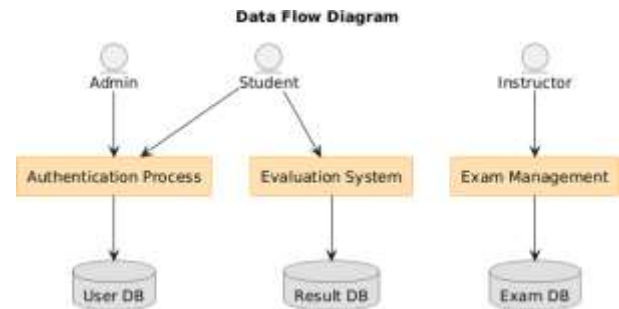 Data Flow Diagram
Admin
Student
Instructor
Authentication Process
Evaluation System
Exam Management
User DB
Result DB
Exam DB